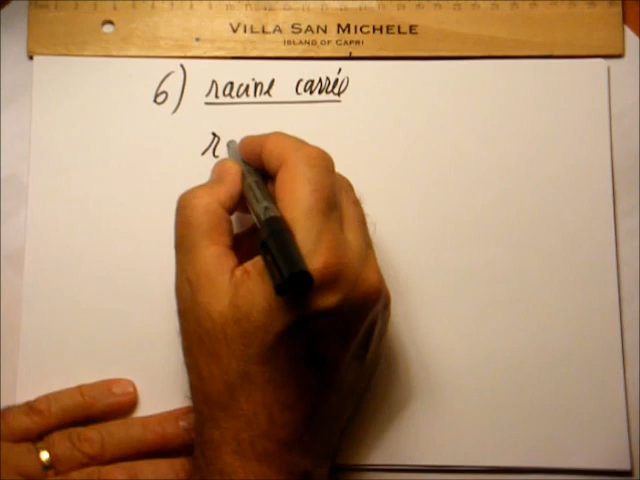 VILLA SAN MICHELE
ISLAND OF CAPRI
6) racine carrée
r